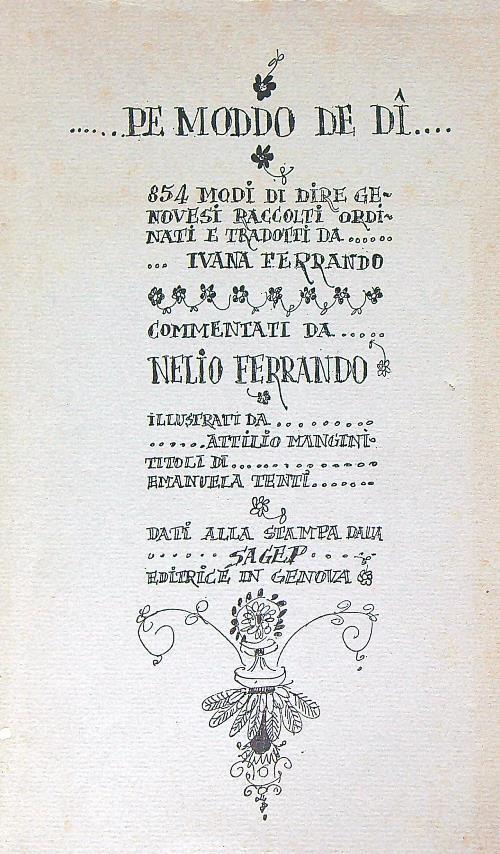 ......PE MODDO DE DÎ....
854 MODI DI DIRE GE~
NOVESI RACCOLTI ORDI~
NATI E TRADOTTI DA ......
... IVANA FERRANDO
COMMENTATI DA .....
NELIO FERRANDO
ILLUSTRATI DA ..........
......ATTILIO MANGINI
TITOLI DI ...............
EMANUELA TENTI.......
DATI ALLA STAMPA DALLA
...... SAGEP ......
EDITRICE IN GENOVA